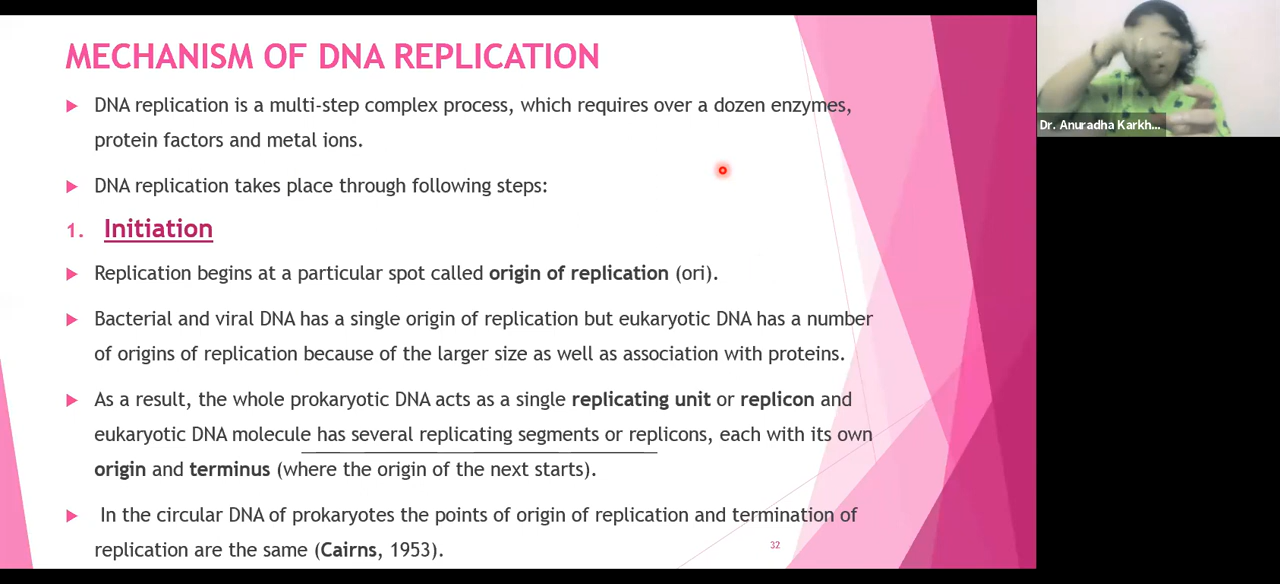 MECHANISM OF DNA REPLICATION
DNA replication is a multi-step complex process, which requires over a dozen enzymes,
protein factors and metal ions.
DNA replication takes place through following steps:
1. Initiation
Replication begins at a particular spot called origin of replication (ori).
Bacterial and viral DNA has a single origin of replication but eukaryotic DNA has a number
of origins of replication because of the larger size as well as association with proteins.
As a result, the whole prokaryotic DNA acts as a single replicating unit or replicon and
eukaryotic DNA molecule has several replicating segments or replicons, each with its own
origin and terminus (where the origin of the next starts).
In the circular DNA of prokaryotes the points of origin of replication and termination of
replication are the same (Cairns, 1953).
32
Dr. Anuradha Karkh...